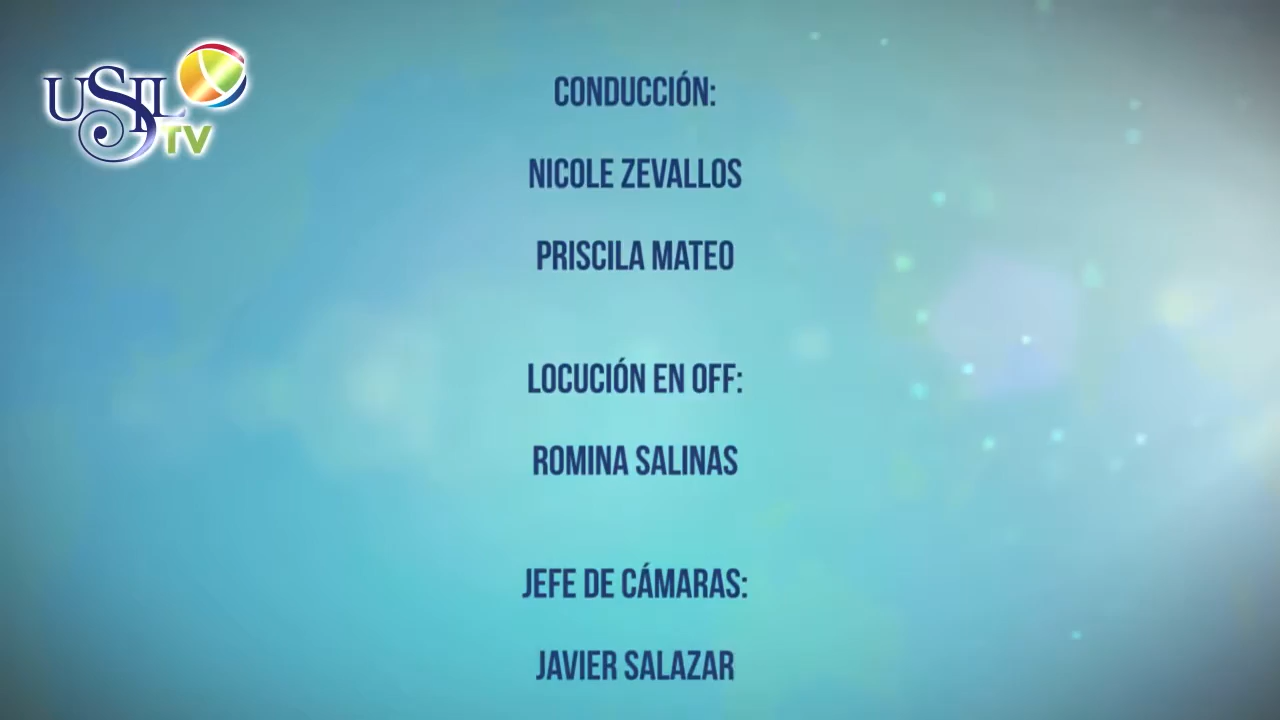 USIL
TV
CONDUCCIÓN:
NICOLE ZEVALLOS
PRISCILA MATEO
LOCUCIÓN EN OFF:
ROMINA SALINAS
JEFE DE CÁMARAS:
JAVIER SALAZAR